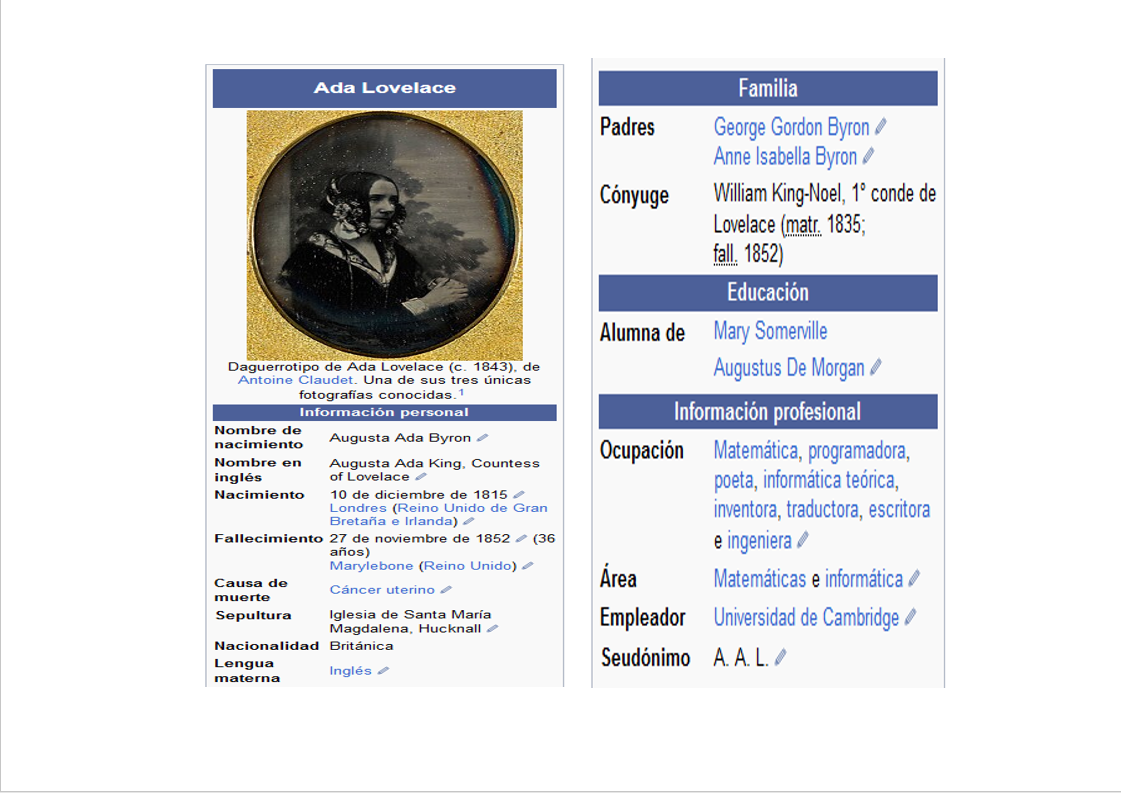 Ada Lovelace
Daguerrotipo de Ada Lovelace (c. 1843), de
Antoine Claudet. Una de sus tres únicas
fotografías conocidas.1
Información personal
Nombre de nacimiento Augusta Ada Byron
Nombre en inglés Augusta Ada King, Countess
of Lovelace
Nacimiento 10 de diciembre de 1815
Londres (Reino Unido de Gran
Bretaña e Irlanda)
Fallecimiento 27 de noviembre de 1852 (36
años)
Marylebone (Reino Unido)
Causa de muerte Cáncer uterino
Sepultura Iglesia de Santa María
Magdalena, Hucknall
Nacionalidad Británica
Lengua materna Inglés
Familia
Padres George Gordon Byron
Anne Isabella Byron
Cónyuge William King-Noel, 1º conde de
Lovelace (matr. 1835;
fall. 1852)
Educación
Alumna de Mary Somerville
Augustus De Morgan
Información profesional
Ocupación Matemática, programadora,
poeta, informática teórica,
inventora, traductora, escritora
e ingeniera
Área Matemáticas e informática
Empleador Universidad de Cambridge
Seudónimo A. A. L.